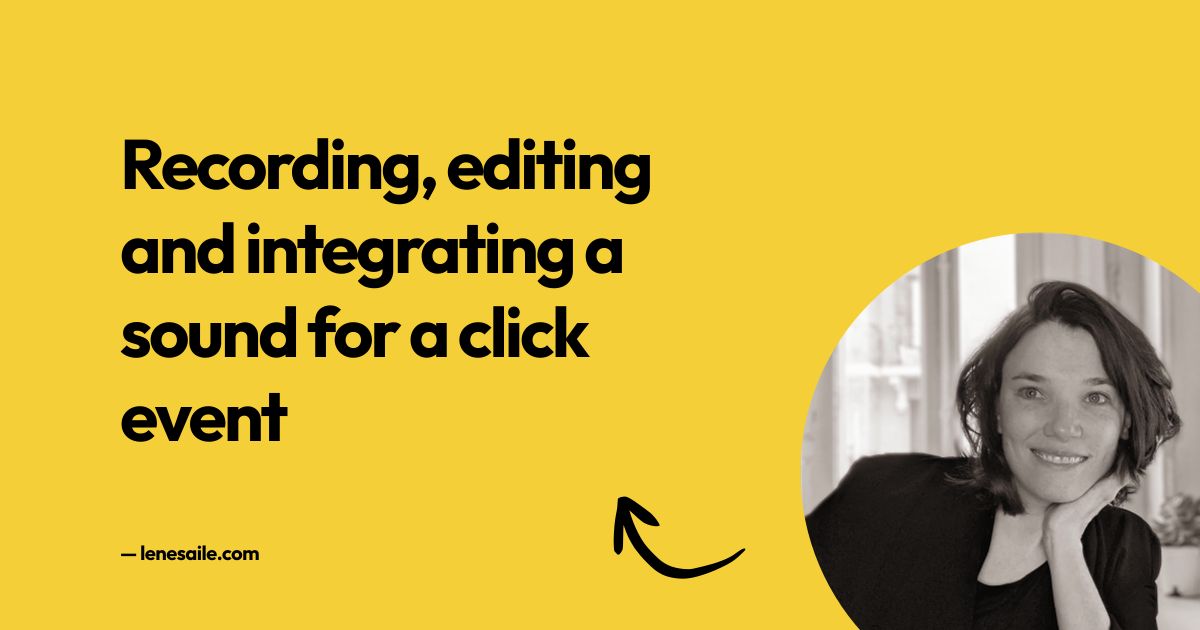 Recording, editing
and integrating a
sound for a click
event
— lenesaile.com